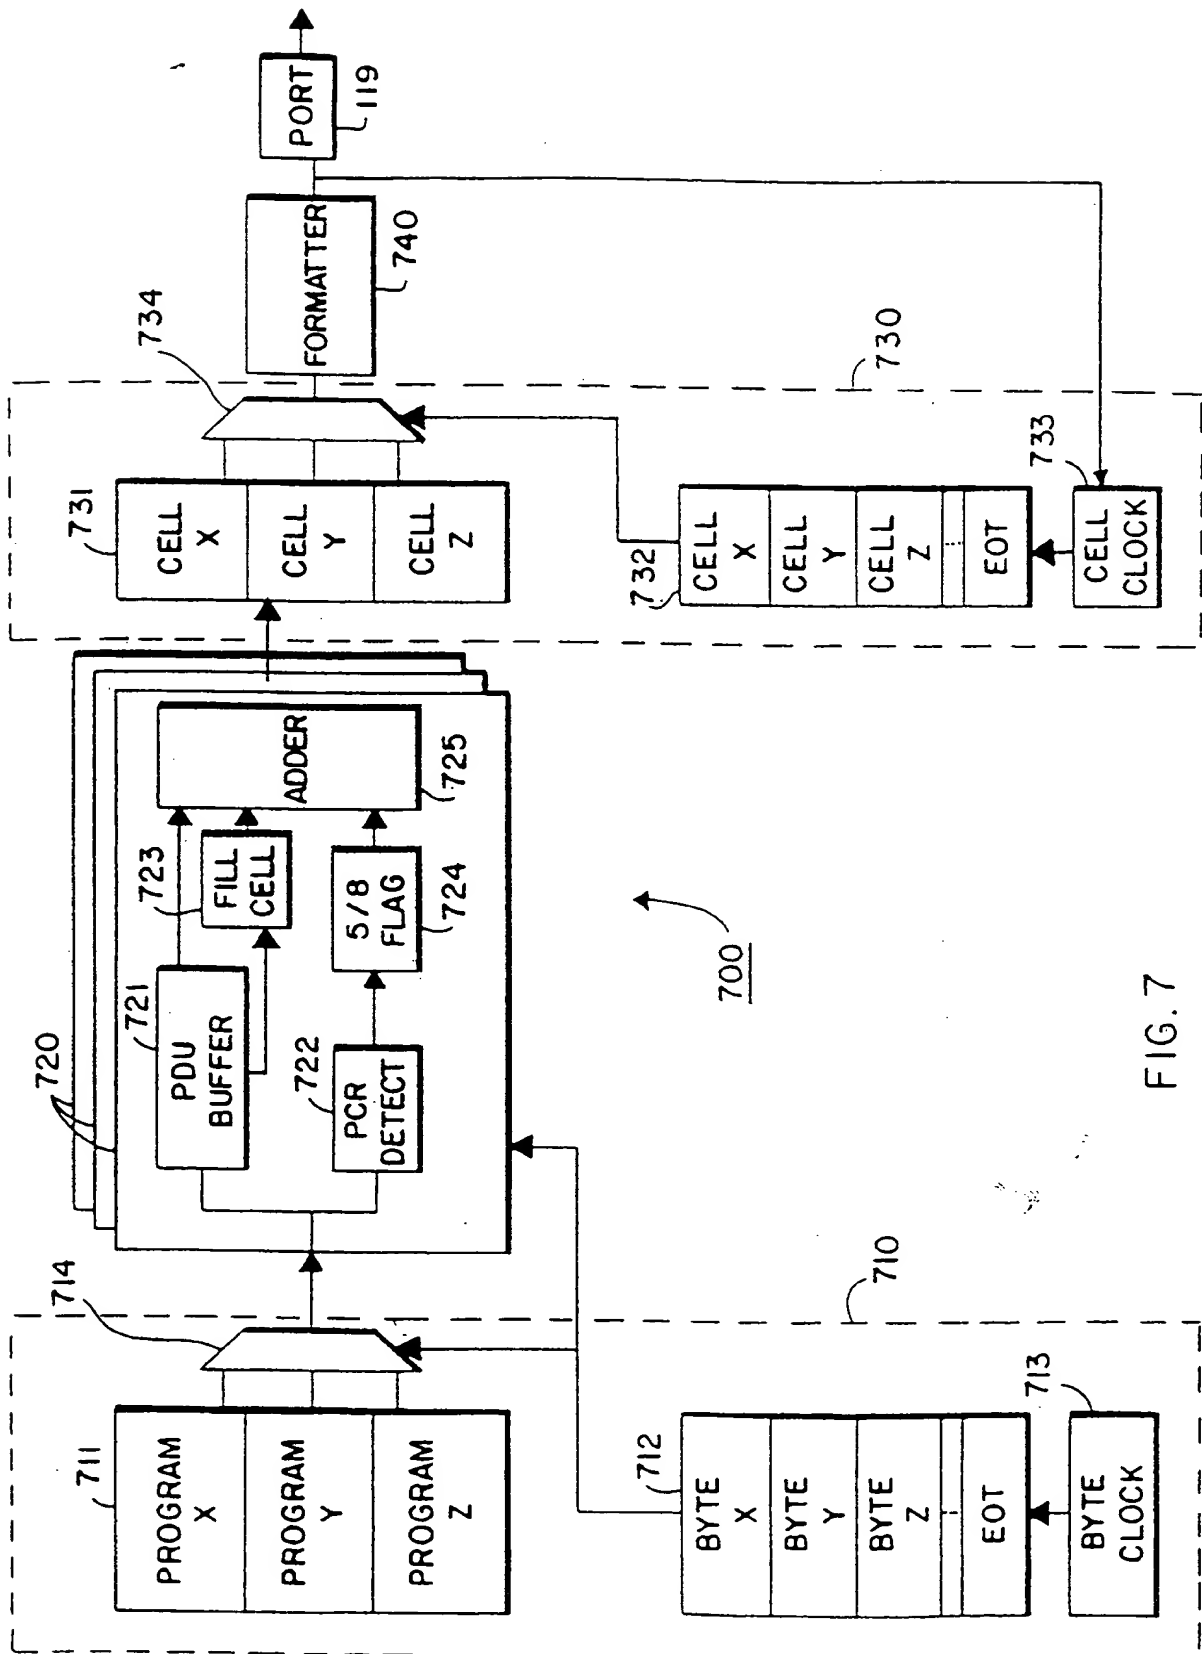 711
PROGRAM
X
PROGRAM
Y
PROGRAM
Z
714
712
BYTE
X
BYTE
Y
BYTE
Z
EOT
713
BYTE
CLOCK
710
720
721
PDU
BUFFER
722
PCR
DETECT
723
FILL
CELL
5/8
FLAG
724
ADDER
725
700
731
CELL
X
CELL
Y
CELL
Z
734
732
CELL
X
CELL
Y
CELL
Z
EOT
733
CELL
CLOCK
730
FORMATTER
740
PORT
119
FIG. 7